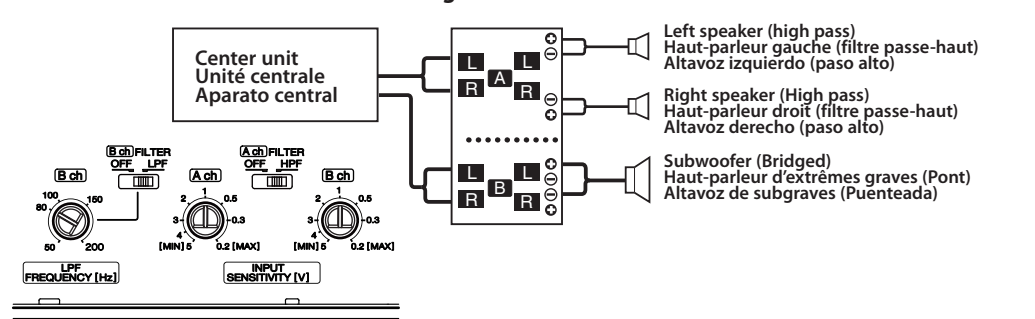 Center unit
Unité centrale
Aparato central
L L
A
R R
L L
B
R R
Left speaker (high pass)
Haut-parleur gauche (filtre passe-haut)
Altavoz izquierdo (paso alto)
Right speaker (High pass)
Haut-parleur droit (filtre passe-haut)
Altavoz derecho (paso alto)
Subwoofer (Bridged)
Haut-parleur d'extrêmes graves (Pont)
Altavoz de subgraves (Puenteada)
B ch FILTER
OFF LPF
A ch FILTER
OFF HPF
B ch
100 150
80
50 200
LPF
FREQUENCY [Hz]
A ch
1
2 0.5
3 0.3
4
[MIN] 5 0.2 [MAX]
B ch
1
2 0.5
3 0.3
4
[MIN] 5 0.2 [MAX]
INPUT
SENSITIVITY [V]